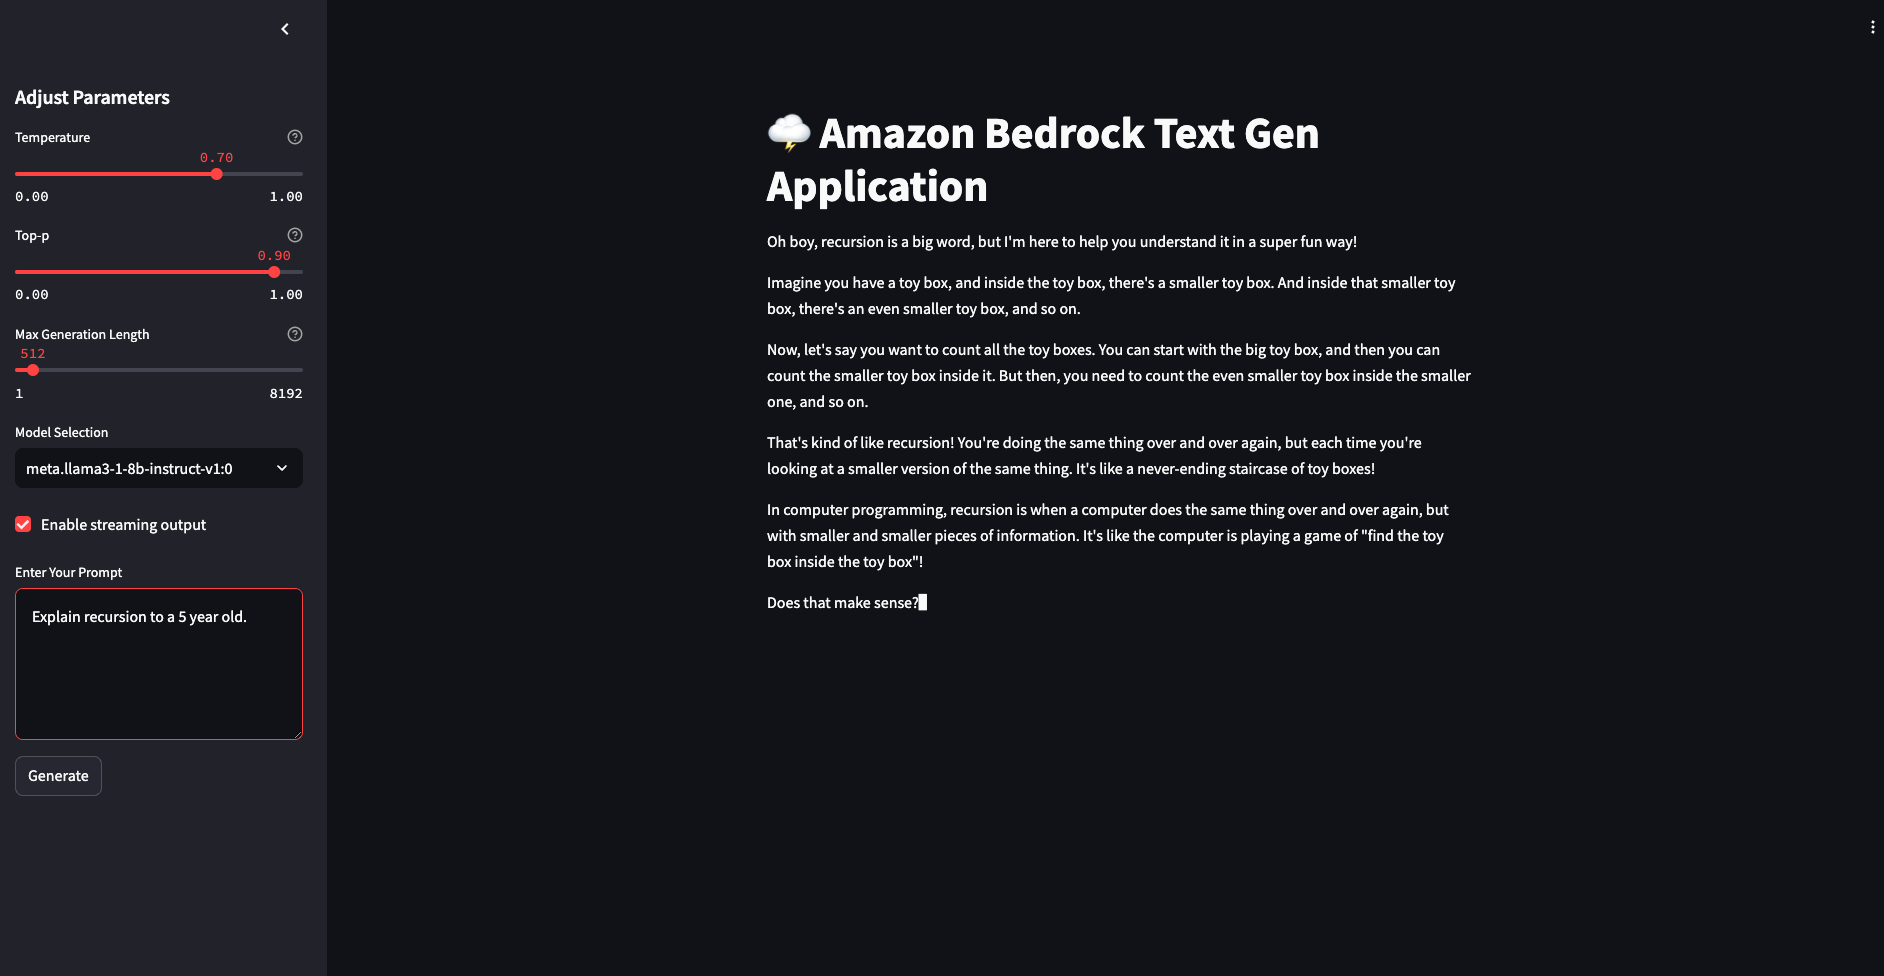 Adjust Parameters
Temperature
0.70
0.00 1.00
Top-p
0.90
0.00 1.00
Max Generation Length
512
1 8192
Model Selection
meta.llama3-1-8b-instruct-v1:0
Enable streaming output
Enter Your Prompt
Explain recursion to a 5 year old.
Generate
Amazon Bedrock Text Gen
Application
Oh boy, recursion is a big word, but I'm here to help you understand it in a super fun way!
Imagine you have a toy box, and inside the toy box, there's a smaller toy box. And inside that smaller toy
box, there's an even smaller toy box, and so on.
Now, let's say you want to count all the toy boxes. You can start with the big toy box, and then you can
count the smaller toy box inside it. But then, you need to count the even smaller toy box inside the smaller
one, and so on.
That's kind of like recursion! You're doing the same thing over and over again, but each time you're
looking at a smaller version of the same thing. It's like a never-ending staircase of toy boxes!
In computer programming, recursion is when a computer does the same thing over and over again, but
with smaller and smaller pieces of information. It's like the computer is playing a game of "find the toy
box inside the toy box"!
Does that make sense?